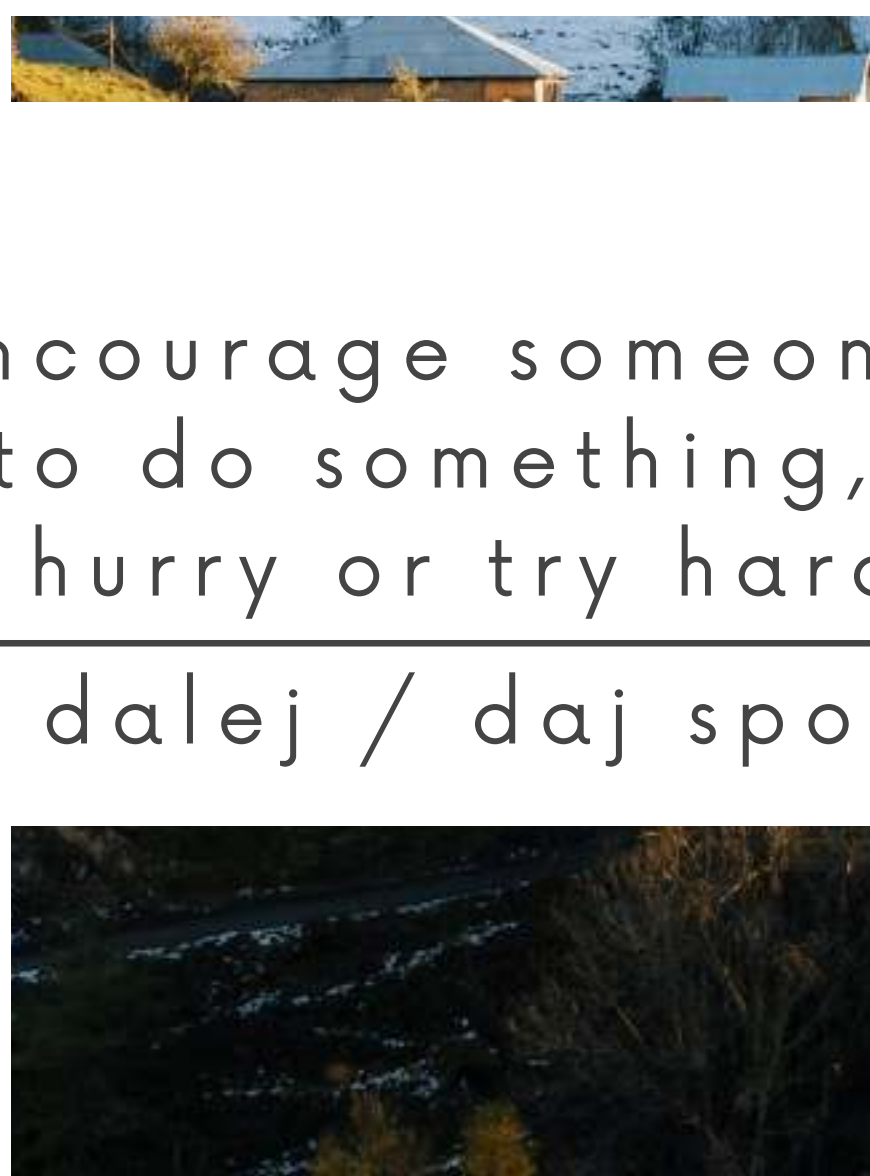 ncourage someon
to do something,
hurry or try hard
dalej / daj spo